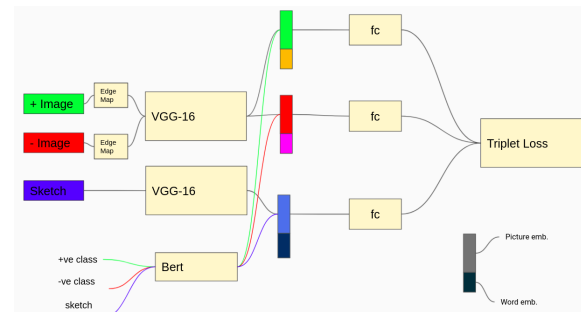 fc
Edge
Map
+ Image
VGG-16
fc
- Image
Edge
Map
Triplet Loss
Sketch
VGG-16
fc
Picture emb.
+ve class
Bert
-ve class
sketch
Word emb.